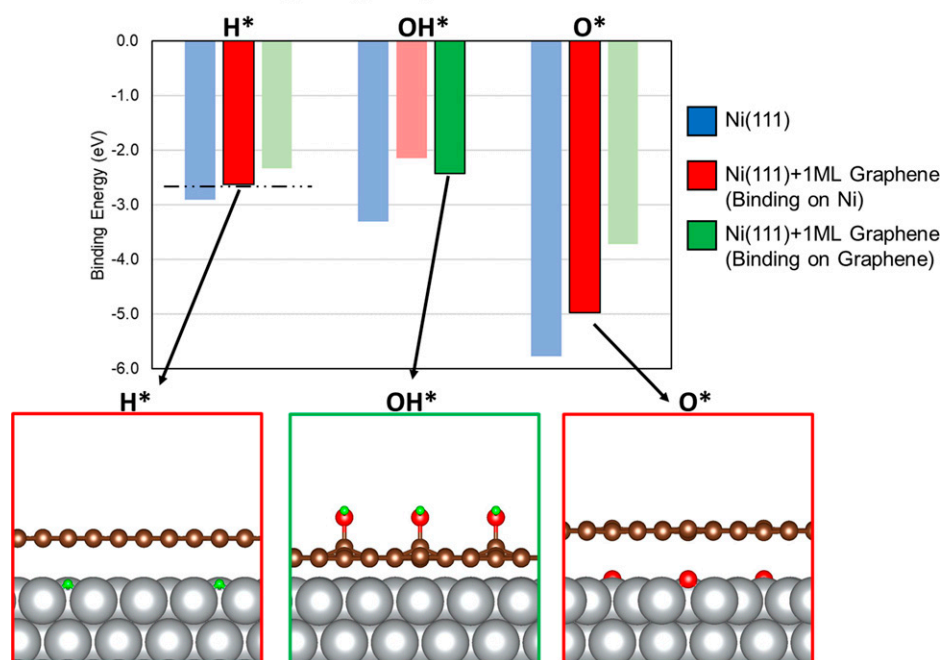 H*
OH*
O*
0.0
-1.0
-2.0
-3.0
-4.0
-5.0
-6.0
Binding Energy (eV)
Ni(111)
Ni(111)+1ML Graphene
(Binding on Ni)
Ni(111)+1ML Graphene
(Binding on Graphene)
H*
OH*
O*